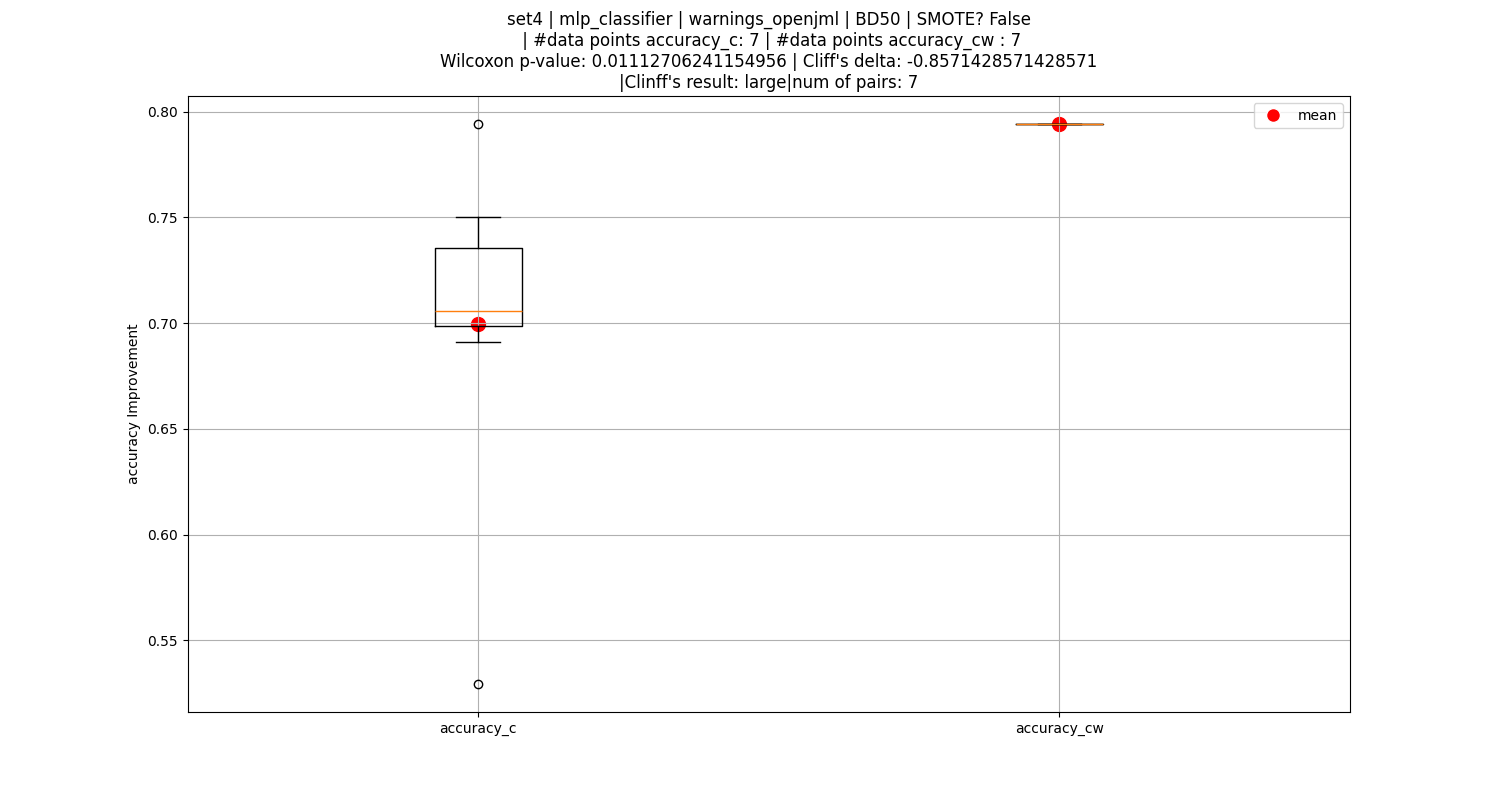 set4 | mlp_classifier | warnings_openjml | BD50 | SMOTE? False
| #data points accuracy_c: 7 | #data points accuracy_cw : 7
Wilcoxon p-value: 0.01112706241154956 | Cliff's delta: -0.8571428571428571
|Clinff's result: large|num of pairs: 7
mean
0.80
0.75
0.70
0.65
0.60
0.55
accuracy Improvement
accuracy_c
accuracy_cw